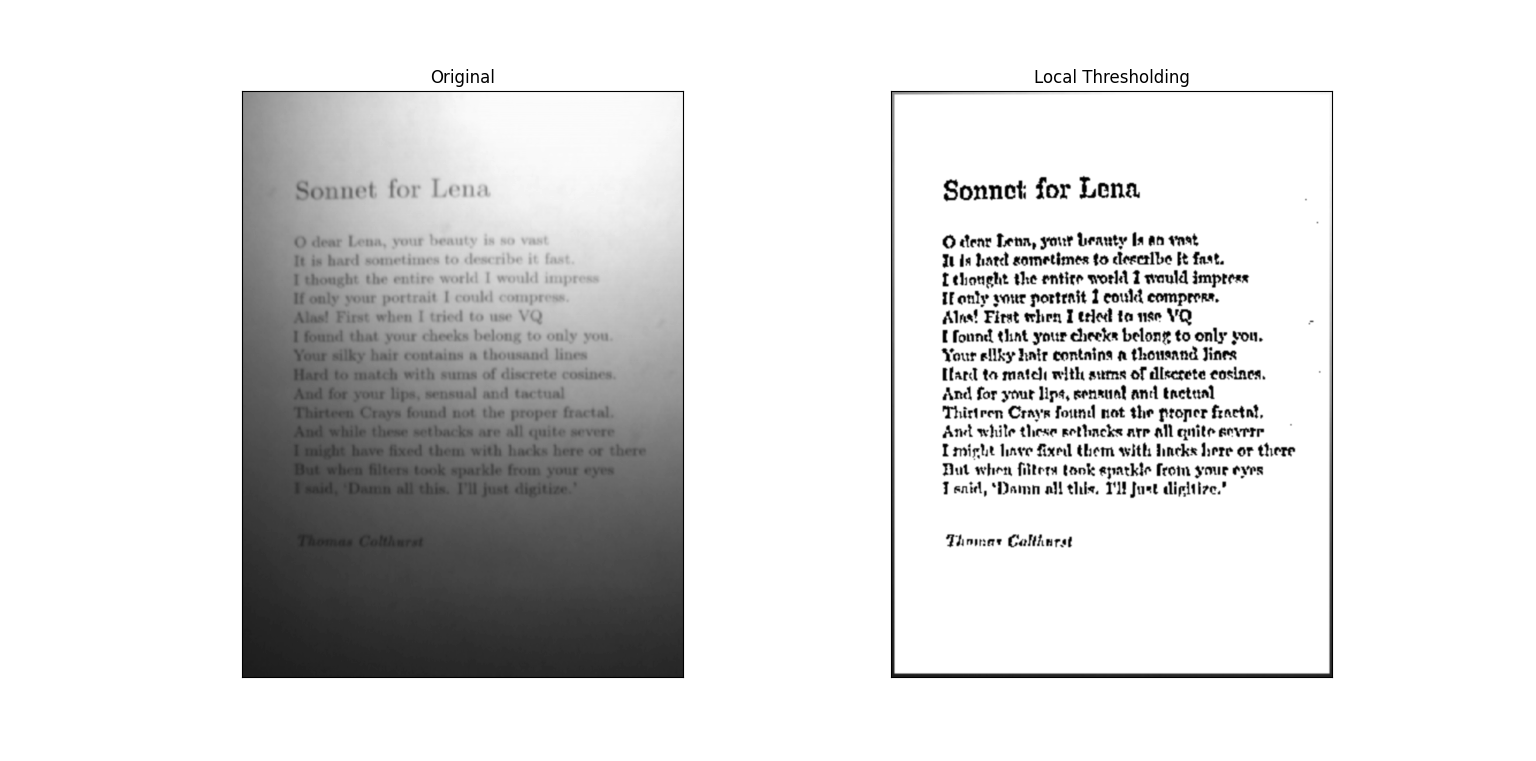 Original
Sonnet for Lena
O dear Lena, your beauty is so vast
It is hard sometimes to describe it fast.
I thought the entire world I would impress
If only your portrait I could compress.
Alas! First when I tried to use VQ
I found that your cheeks belong to only you.
Your silky hair contains a thousand lines
Hard to match with sums of discrete cosines.
And for your lips, sensual and tactual
Thirteen Crays found not the proper fractal.
And while these setbacks are all quite severe
I might have fixed them with hacks here or there
But when filters took sparkle from your eyes
I said, 'Damn all this. I'll just digitize.'
Thomas Colthurst
Local Thresholding
Sonnet for Lena
O dear Lena, your beauty is so vast
It is hard sometimes to describe it fast.
I thought the entire world I would impress
If only your portrait I could compress.
Alas! First when I tried to use VQ
I found that your cheeks belong to only you.
Your silky hair contains a thousand lines
Hard to match with sums of discrete cosines.
And for your lips, sensual and tactual
Thirteen Crays found not the proper fractal.
And while these setbacks are all quite severe
I might have fixed them with hacks here or there
But when filters took sparkle from your eyes
I said, 'Damn all this. I'll just digitize.'
Thomas Colthurst